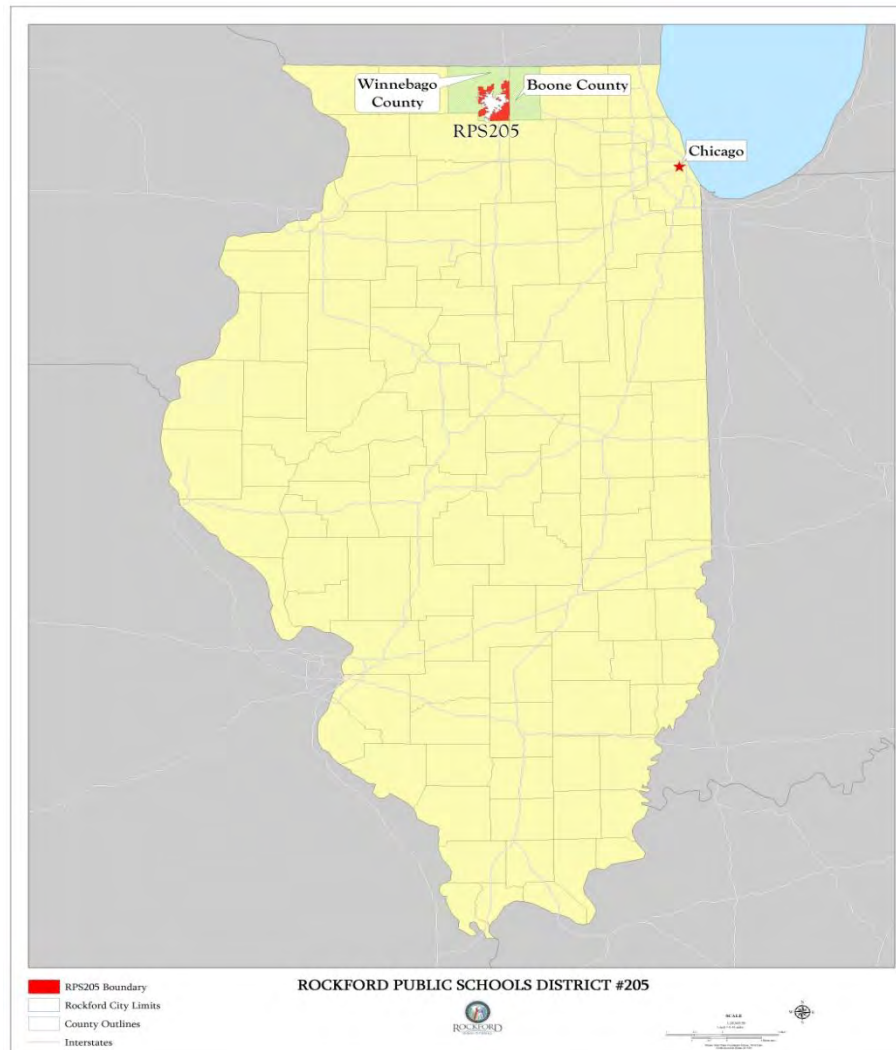 Winnebago
County
Boone County
RPS205
Chicago
RPS205 Boundary
Rockford City Limits
County Outlines
Interstates
ROCKFORD PUBLIC SCHOOLS DISTRICT #205
ROCKFORD
SCALE